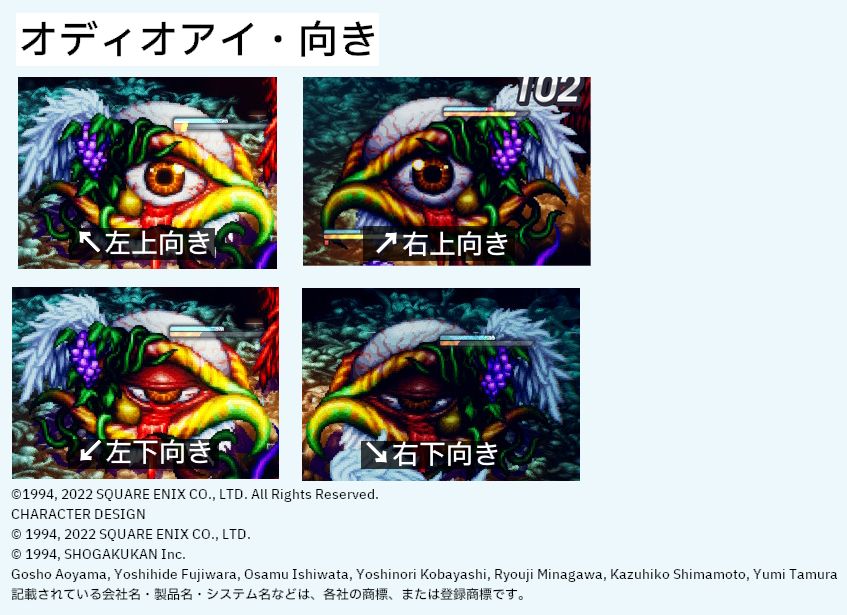 オディオアイ・向き
102
↖左上向き
↗右上向き
↙左下向き
↘右下向き
©1994, 2022 SQUARE ENIX CO., LTD. All Rights Reserved.
CHARACTER DESIGN
© 1994, 2022 SQUARE ENIX CO., LTD.
© 1994, SHOGAKUKAN Inc.
Gosho Aoyama, Yoshihide Fujiwara, Osamu Ishiwata, Yoshinori Kobayashi, Ryouji Minagawa, Kazuhiko Shimamoto, Yumi Tamura
記載されている会社名・製品名・システム名などは、各社の商標、または登録商標です。